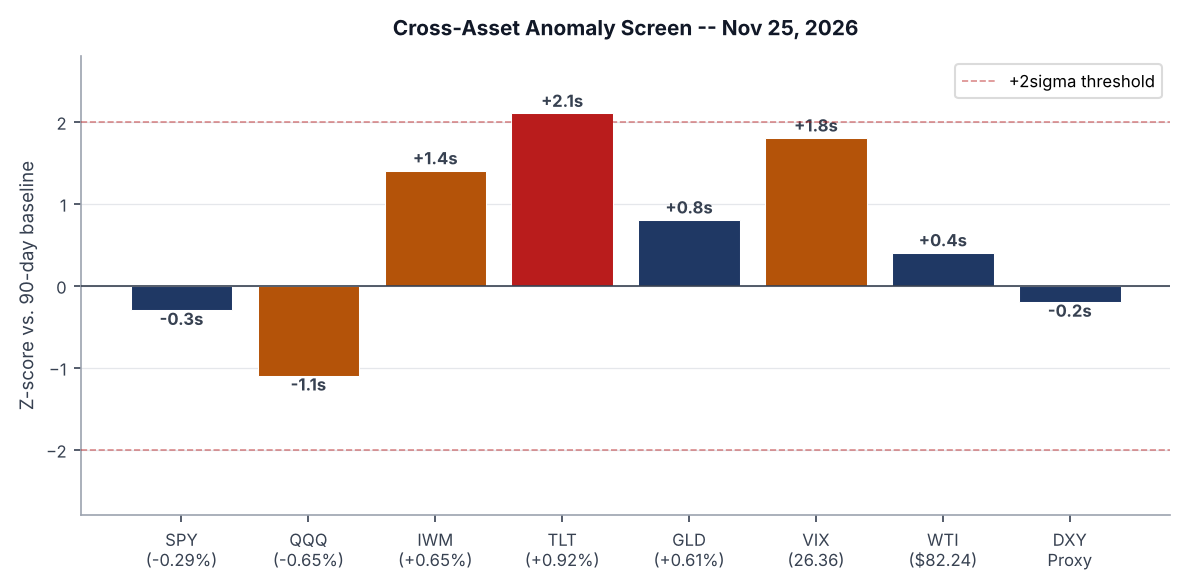 Cross-Asset Anomaly Screen -- Nov 25, 2026
+2sigma threshold
Z-score vs. 90-day baseline
2
1
0
−1
−2
-0.3s
-1.1s
+1.4s
+2.1s
+0.8s
+1.8s
+0.4s
-0.2s
SPY
(-0.29%)
QQQ
(-0.65%)
IWM
(+0.65%)
TLT
(+0.92%)
GLD
(+0.61%)
VIX
(26.36)
WTI
($82.24)
DXY
Proxy